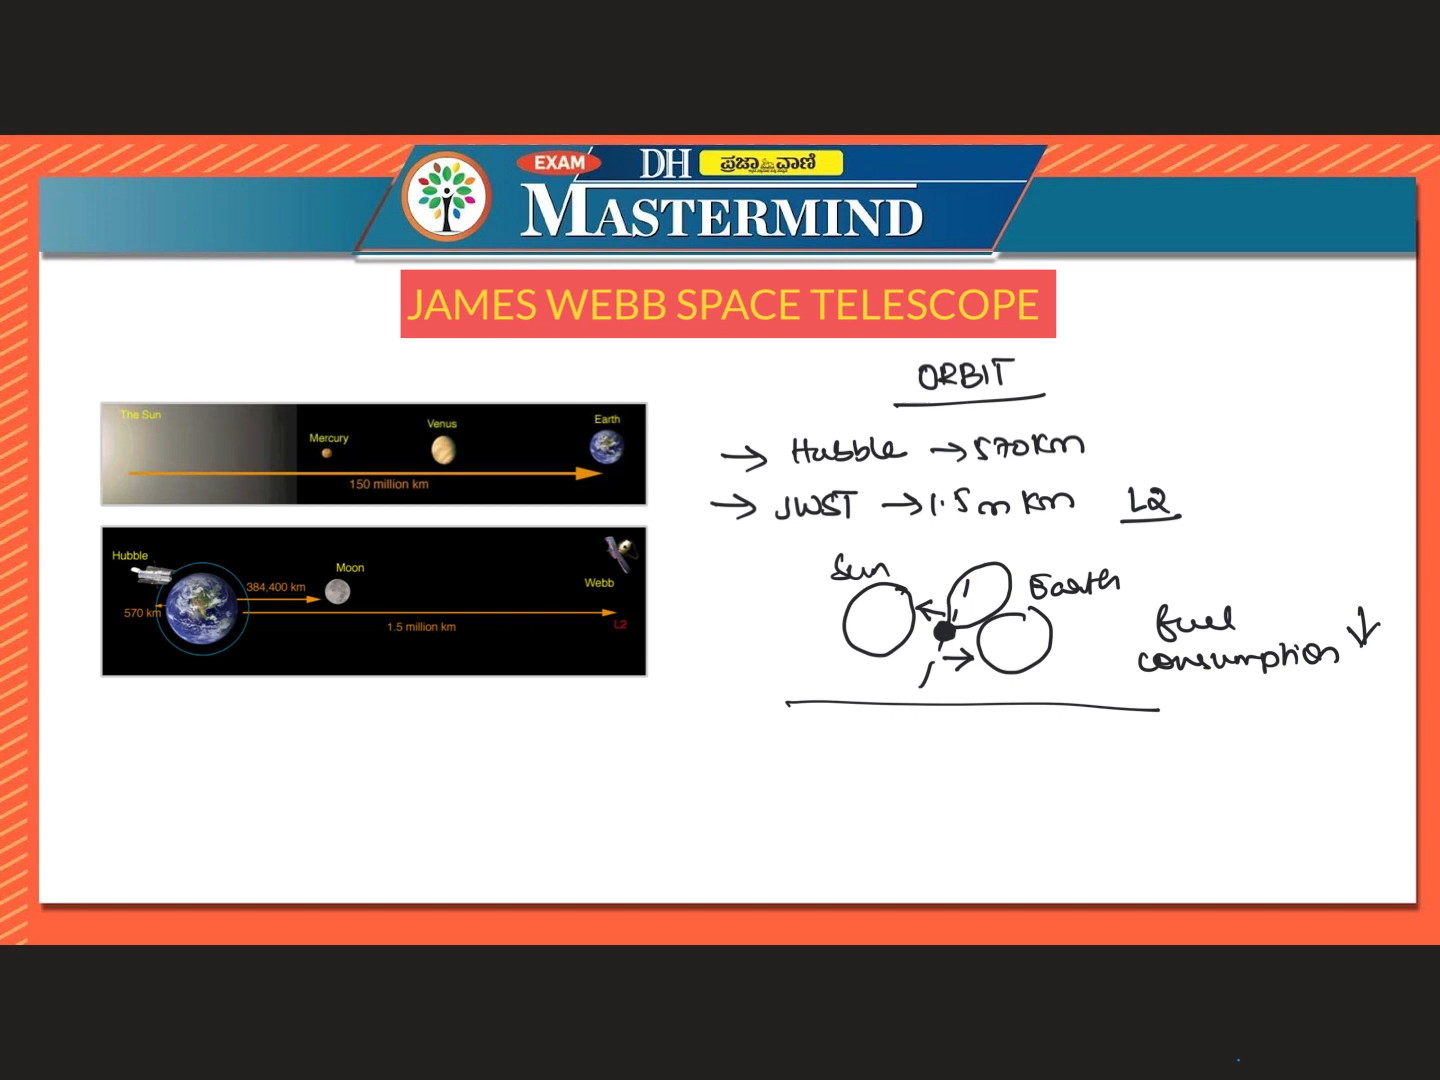 EXAM
DH ಪ್ರಜಾವಾಣಿ
MASTERMIND
JAMES WEBB SPACE TELESCOPE
The Sun
Mercury
Venus
Earth
150 million km
Hubble
570 km
384,400 km
Moon
Webb
1.5 million km
L2
ORBIT
→ Hubble → 570 Km
→ JWST → 1.5 m Km L2
Sun
Earth
fuel
consumption ↓